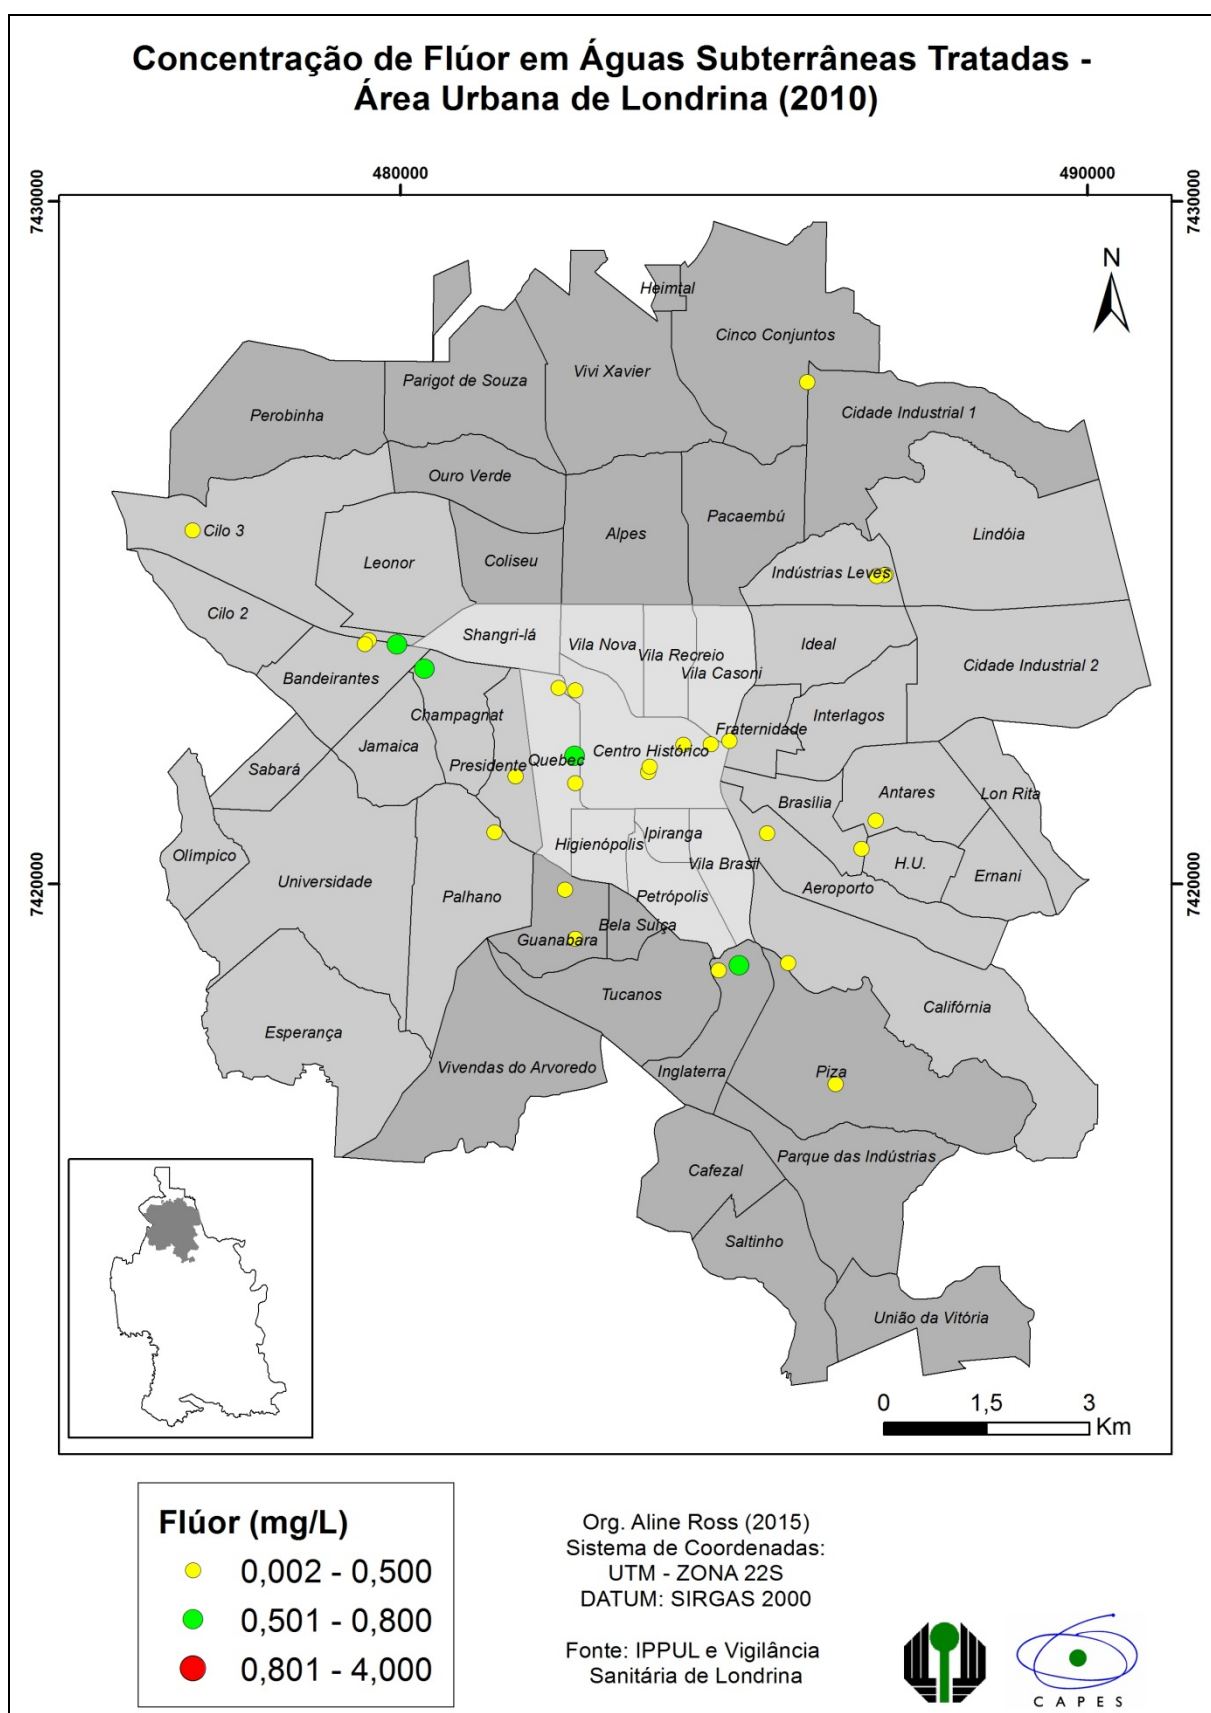 Concentração de Flúor em Águas Subterrâneas Tratadas -
Área Urbana de Londrina (2010)
480000
490000
7430000
7430000
N
Heimtal
Cinco Conjuntos
Vivi Xavier
Parigot de Souza
Cidade Industrial 1
Perobinha
Ouro Verde
Pacaembú
Cilo 3
Alpes
Lindóia
Leonor
Coliseu
Indústrias Leves
Cilo 2
Shangri-lá
Vila Nova
Ideal
Vila Recreio
Cidade Industrial 2
Vila Casoni
Bandeirantes
Champagnat
Interlagos
Fraternidade
Jamaica
Centro Histórico
Quebec
Presidente
Sabará
Antares
Lon Rita
Brasília
Ipiranga
Higienópolis
Olímpico
Vila Brasil
H.U.
Ernani
Universidade
Aeroporto
7420000
7420000
Palhano
Petrópolis
Bela Suíça
Guanabara
Tucanos
Califórnia
Esperança
Vivendas do Arvoredo
Inglaterra
Piza
Parque das Indústrias
Cafezal
Saltinho
União da Vitória
0 1,5 3
Km
Flúor (mg/L)
0,002 - 0,500
0,501 - 0,800
0,801 - 4,000
Org. Aline Ross (2015)
Sistema de Coordenadas:
UTM - ZONA 22S
DATUM: SIRGAS 2000
Fonte: IPPUL e Vigilância
Sanitária de Londrina
CAPES